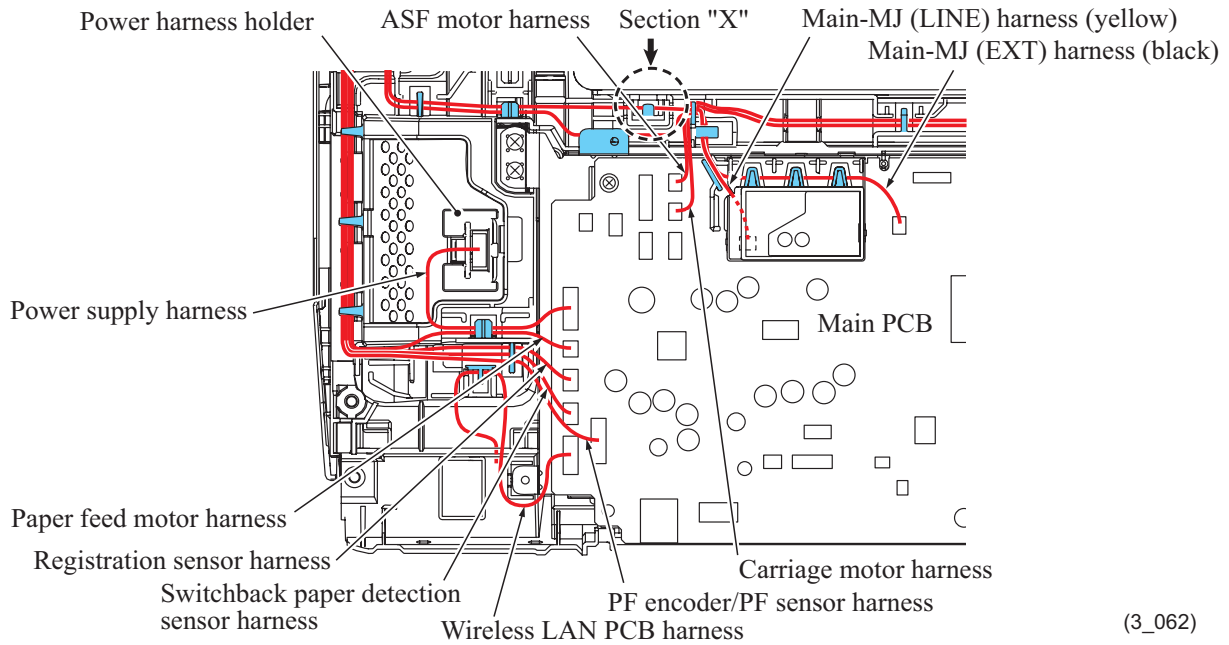 Power harness holder
ASF motor harness
Section "X"
Main-MJ (LINE) harness (yellow)
Main-MJ (EXT) harness (black)
Power supply harness
Main PCB
Paper feed motor harness
Registration sensor harness
Switchback paper detection
sensor harness
Wireless LAN PCB harness
PF encoder/PF sensor harness
Carriage motor harness
(3_062)